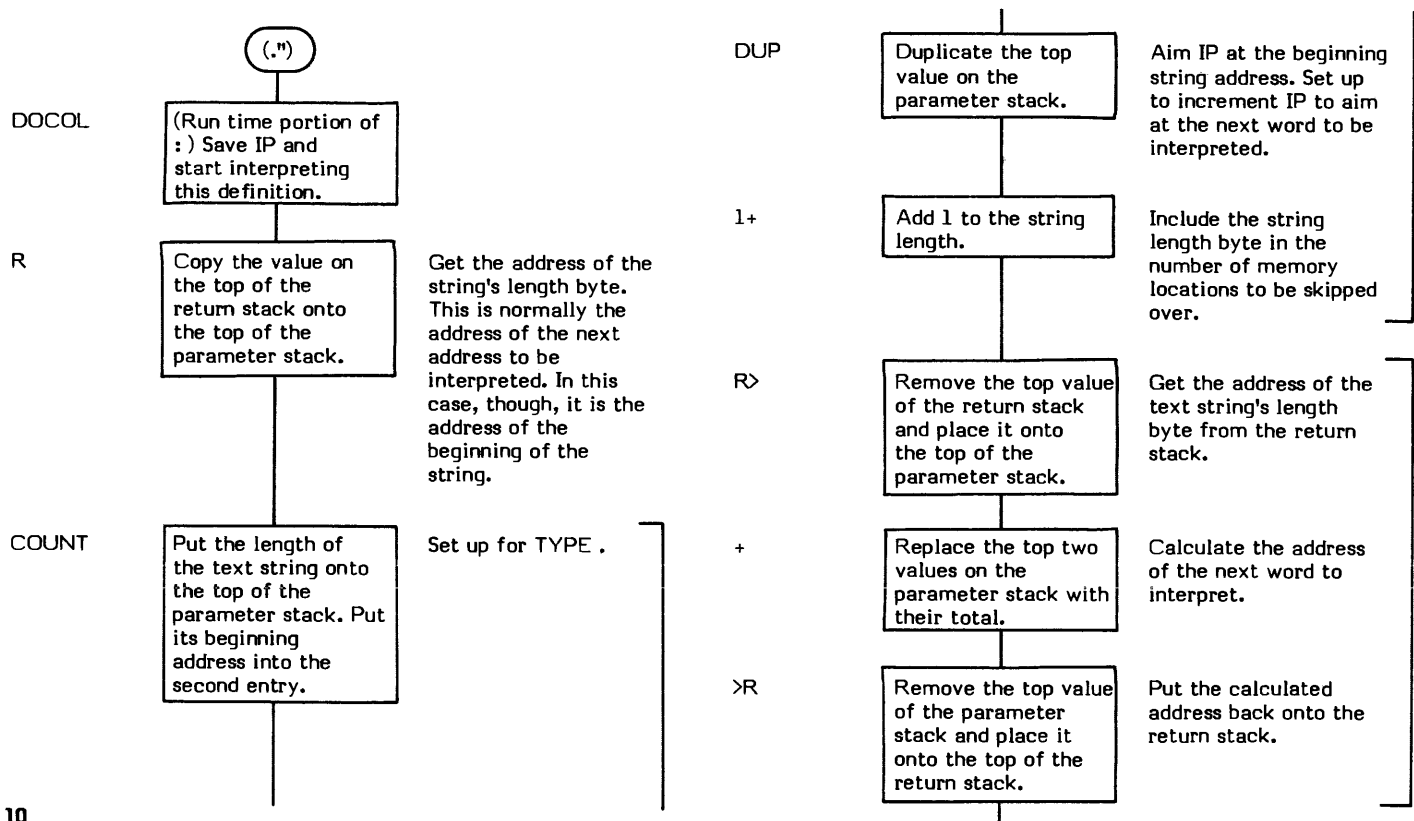 (.")
DOCOL
(Run time portion of
: ) Save IP and
start interpreting
this definition.
R
Copy the value on
the top of the
return stack onto
the top of the
parameter stack.
Get the address of the
string's length byte.
This is normally the
address of the next
address to be
interpreted. In this
case, though, it is the
address of the
beginning of the
string.
COUNT
Put the length of
the text string onto
the top of the
parameter stack. Put
its beginning
address into the
second entry.
Set up for TYPE .
10
DUP
Duplicate the top
value on the
parameter stack.
Aim IP at the beginning
string address. Set up
to increment IP to aim
at the next word to be
interpreted.
1+
Add 1 to the string
length.
Include the string
length byte in the
number of memory
locations to be skipped
over.
R>
Remove the top value
of the return stack
and place it onto
the top of the
parameter stack.
Get the address of the
text string's length
byte from the return
stack.
+
Replace the top two
values on the
parameter stack with
their total.
Calculate the address
of the next word to
interpret.
>R
Remove the top value
of the parameter
stack and place it
onto the top of the
return stack.
Put the calculated
address back onto the
return stack.